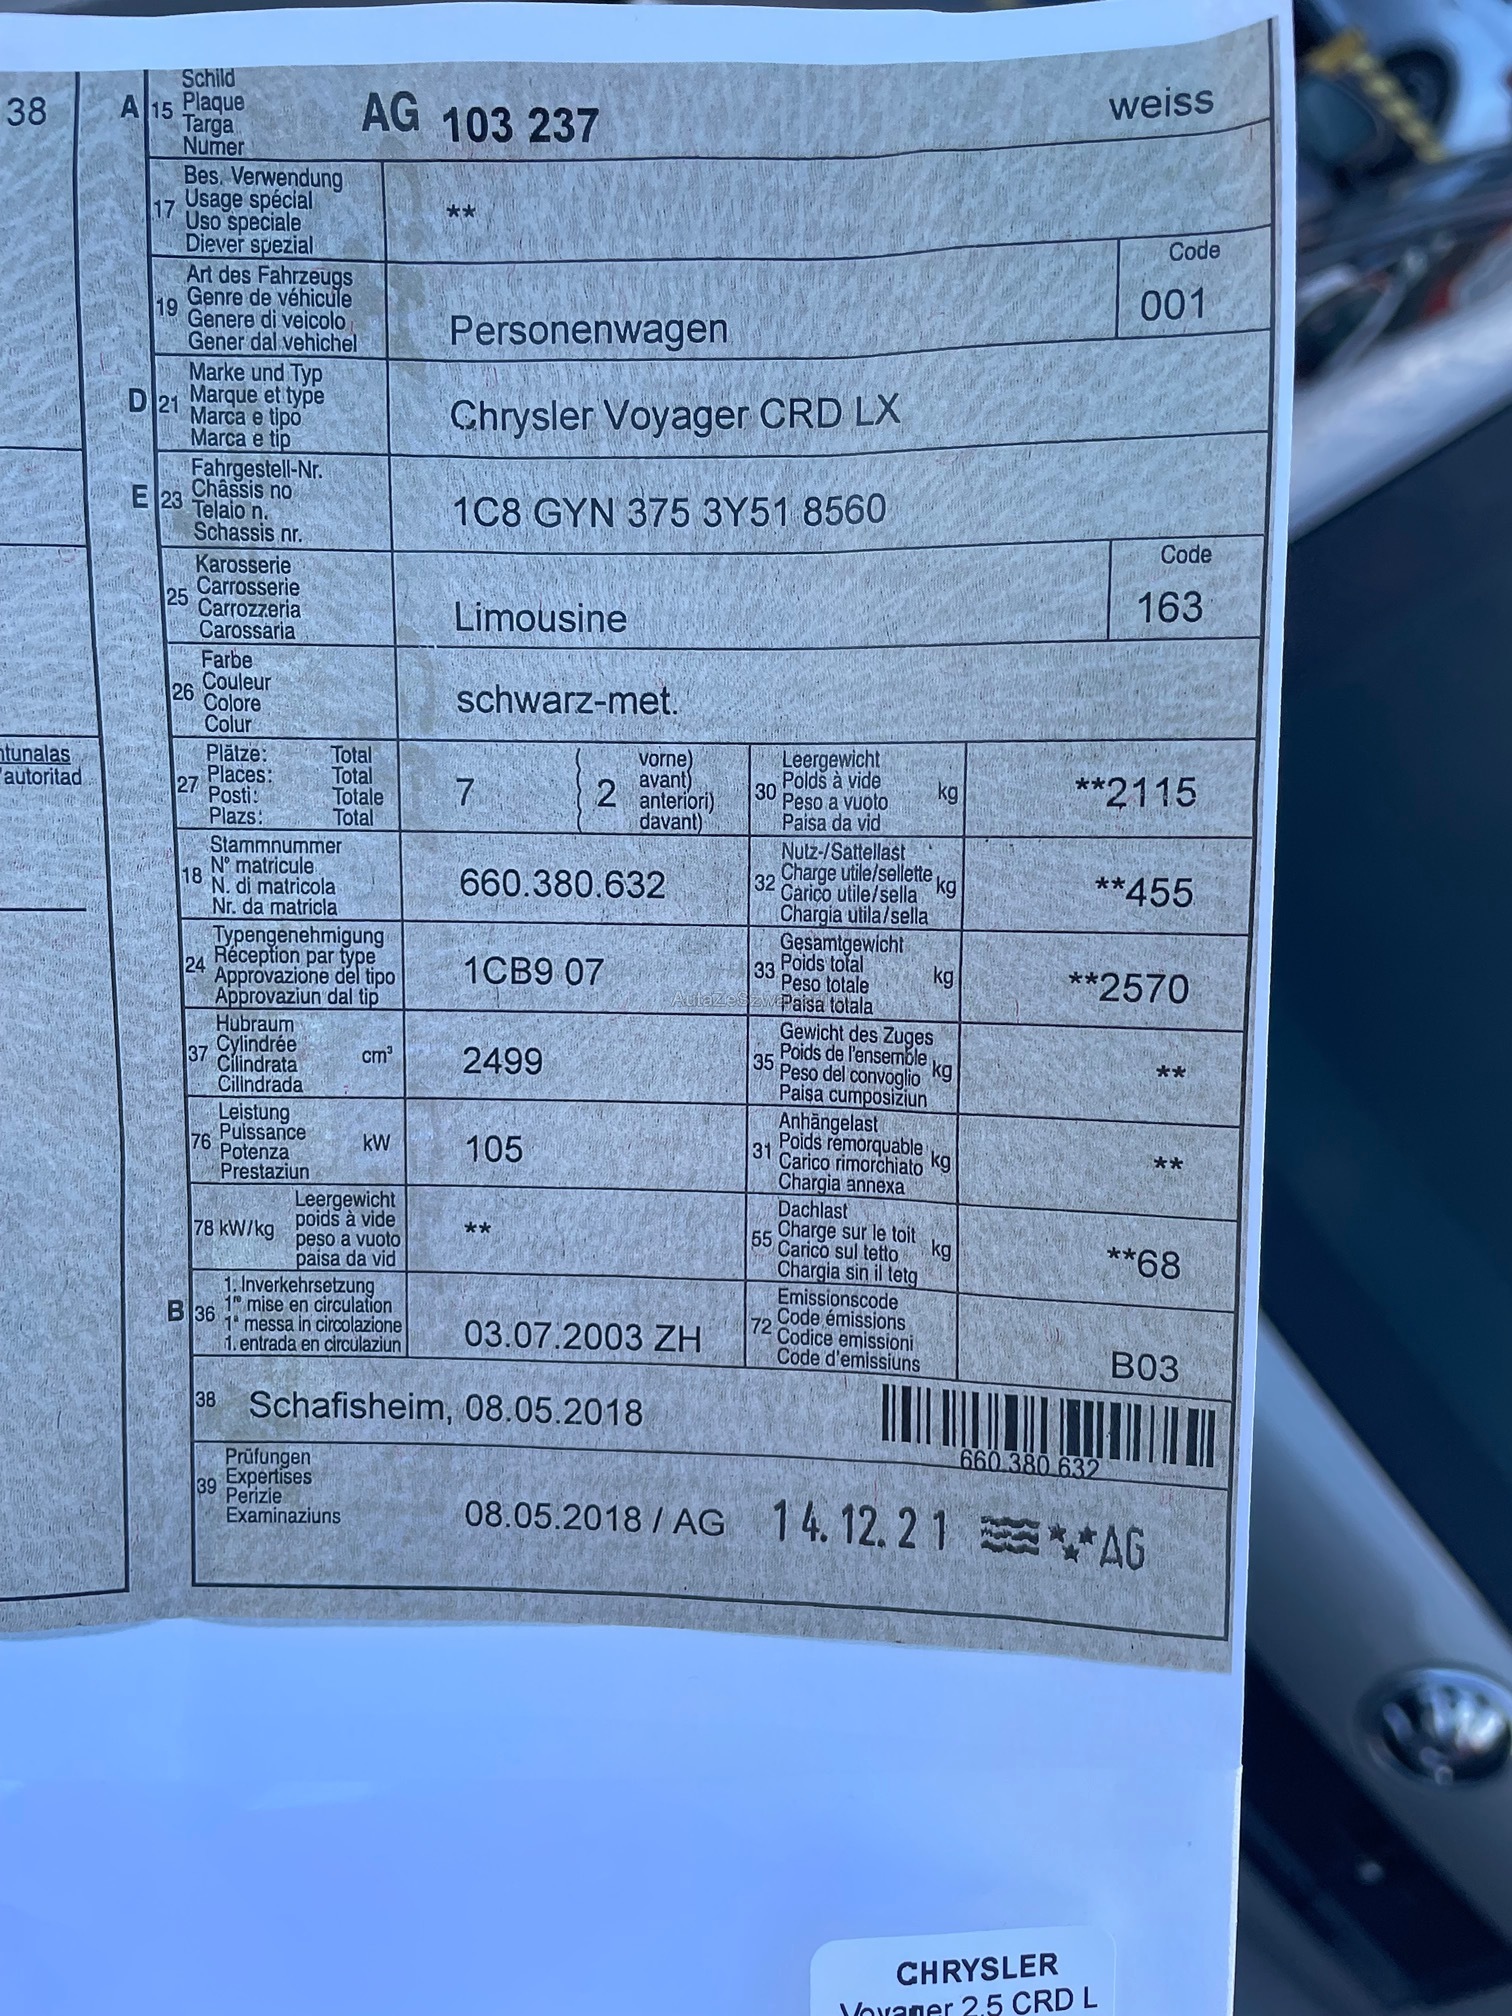 38
A 15 Schild
Plaque
Targa
Numer
AG 103 237
weiss
17 Bes. Verwendung
Usage spécial
Uso speciale
Diever spezial
**
19 Art des Fahrzeugs
Genre de véhicule
Genere di veicolo
Gener dal vehichel
Personenwagen
Code
001
D 21 Marke und Typ
Marque et type
Marca e tipo
Marca e tip
Chrysler Voyager CRD LX
E 23 Fahrgestell-Nr.
Châssis no
Telaio n.
Schassis nr.
1C8 GYN 375 3Y51 8560
25 Karosserie
Carrosserie
Carrozzeria
Carossaria
Limousine
Code
163
26 Farbe
Couleur
Colore
Colur
schwarz-met.
ntunalas
'autoritad
27 Plätze: Total
Places: Total
Posti: Totale
Plazs: Total
7
2
vorne)
avant)
anteriori)
davant)
30 Leergewicht
Poids à vide
Peso a vuoto
Paisa da vid
kg
**2115
18 Stammnummer
N° matricule
N. di matricola
Nr. da matricla
660.380.632
32 Nutz-/Sattellast
Charge utile/sellette
Carico utile/sella
Chargia utila/sella
kg
**455
24 Typengenehmigung
Réception par type
Approvazione del tipo
Approvaziun dal tip
1CB9 07
33 Gesamtgewicht
Poids total
Peso totale
Paisa totala
kg
**2570
37 Hubraum
Cylindrée
Cilindrata
Cilindrada
cm³
2499
35 Gewicht des Zuges
Poids de l'ensemble
Peso del convoglio
Paisa cumposiziun
kg
**
76 Leistung
Puissance
Potenza
Prestaziun
kW
105
31 Anhängelast
Poids remorquable
Carico rimorchiato
Chargia annexa
kg
**
78 kW/kg
Leergewicht
poids à vide
peso a vuoto
paisa da vid
**
55 Dachlast
Charge sur le toit
Carico sul tetto
Chargia sin il tetg
kg
**68
B 36 1. Inverkehrsetzung
1re mise en circulation
1a messa in circolazione
1. entrada en circulaziun
03.07.2003 ZH
72 Emissionscode
Code émissions
Codice emissioni
Code d'emissiuns
B03
38 Schafisheim, 08.05.2018
660.380.632
39 Prüfungen
Expertises
Perizie
Examinaziuns
08.05.2018 / AG 14.12.21 AG
CHRYSLER
Voyager 2.5 CRD L